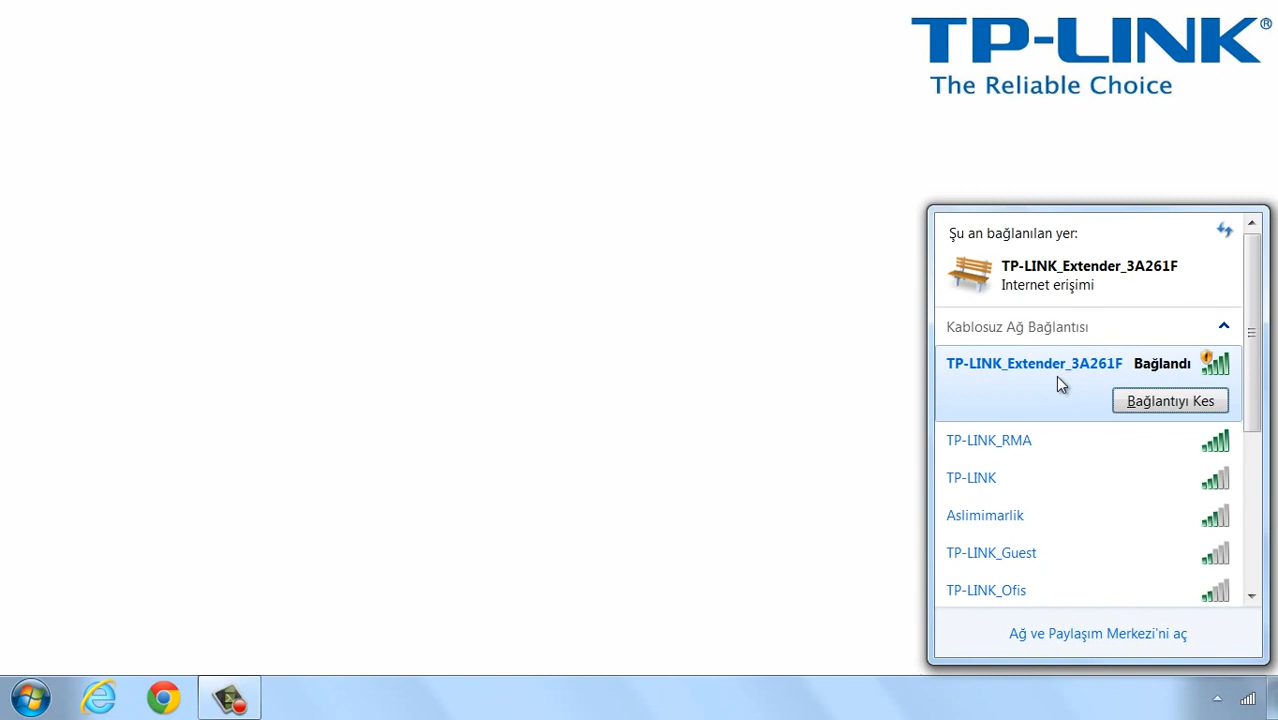 TP-LINK®
The Reliable Choice
Şu an bağlanılan yer:
TP-LINK_Extender_3A261F
Internet erişimi
Kablosuz Ağ Bağlantısı
TP-LINK_Extender_3A261F Bağlandı
Bağlantıyı Kes
TP-LINK_RMA
TP-LINK
Aslimimarlik
TP-LINK_Guest
TP-LINK_Ofis
Ağ ve Paylaşım Merkezi'ni aç